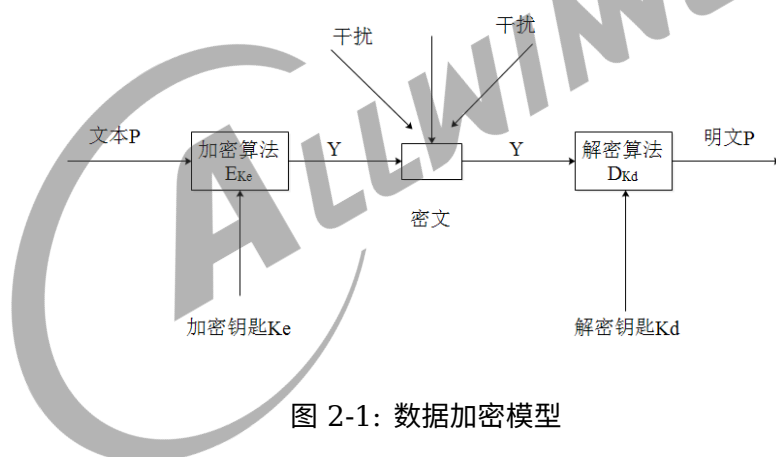 干扰
干扰
文本P
加密算法
EKe
Y
Y
解密算法
DKd
明文P
密文
加密钥匙Ke
解密钥匙Kd
图 2-1: 数据加密模型